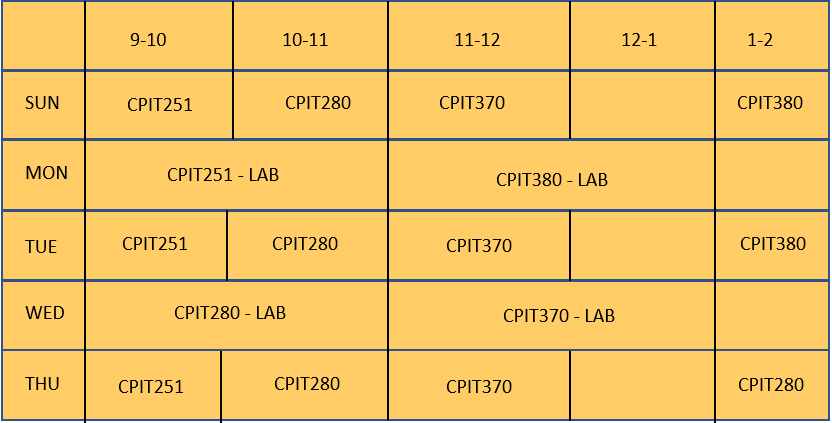 9-10 10-11 11-12 12-1 1-2
SUN CPIT251 CPIT280 CPIT370 CPIT380
MON CPIT251 - LAB CPIT380 - LAB
TUE CPIT251 CPIT280 CPIT370 CPIT380
WED CPIT280 - LAB CPIT370 - LAB
THU CPIT251 CPIT280 CPIT370 CPIT280